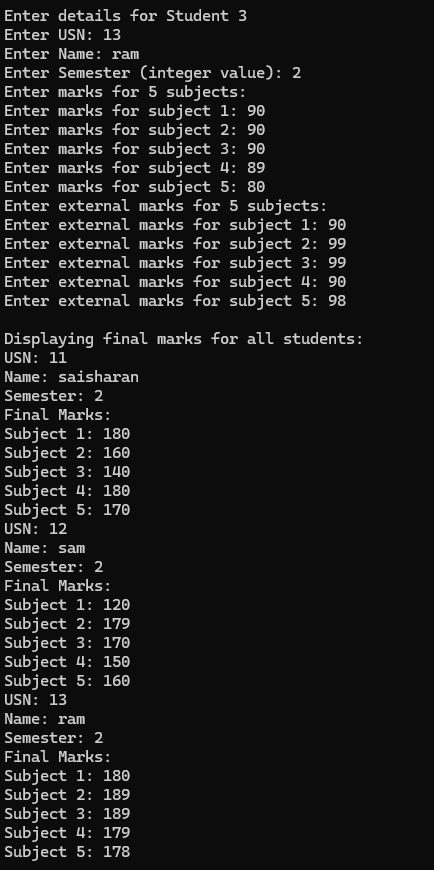 Enter details for Student 3
Enter USN: 13
Enter Name: ram
Enter Semester (integer value): 2
Enter marks for 5 subjects:
Enter marks for subject 1: 90
Enter marks for subject 2: 90
Enter marks for subject 3: 90
Enter marks for subject 4: 89
Enter marks for subject 5: 80
Enter external marks for 5 subjects:
Enter external marks for subject 1: 90
Enter external marks for subject 2: 99
Enter external marks for subject 3: 99
Enter external marks for subject 4: 90
Enter external marks for subject 5: 98

Displaying final marks for all students:
USN: 11
Name: saisharan
Semester: 2
Final Marks:
Subject 1: 180
Subject 2: 160
Subject 3: 140
Subject 4: 180
Subject 5: 170
USN: 12
Name: sam
Semester: 2
Final Marks:
Subject 1: 120
Subject 2: 179
Subject 3: 170
Subject 4: 150
Subject 5: 160
USN: 13
Name: ram
Semester: 2
Final Marks:
Subject 1: 180
Subject 2: 189
Subject 3: 189
Subject 4: 179
Subject 5: 178